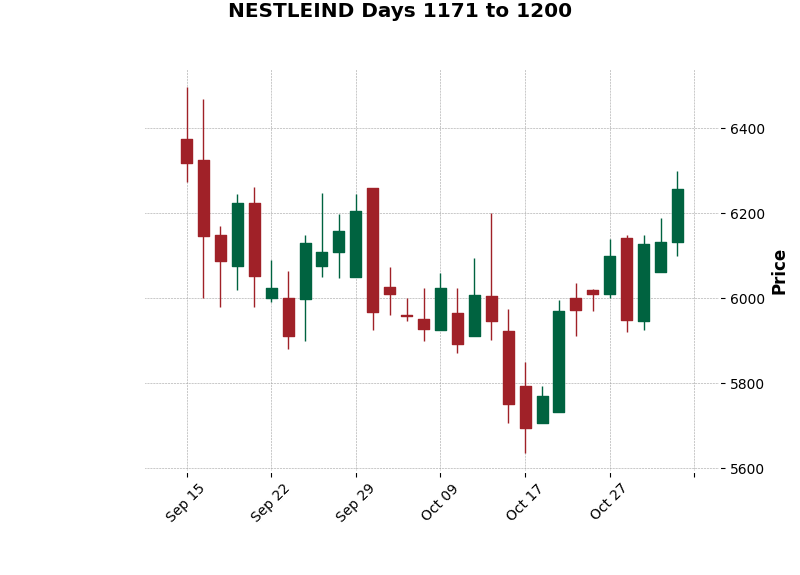 NESTLEIND Days 1171 to 1200
6400
6200
6000
5800
5600
Price
Sep 15
Sep 22
Sep 29
Oct 09
Oct 17
Oct 27